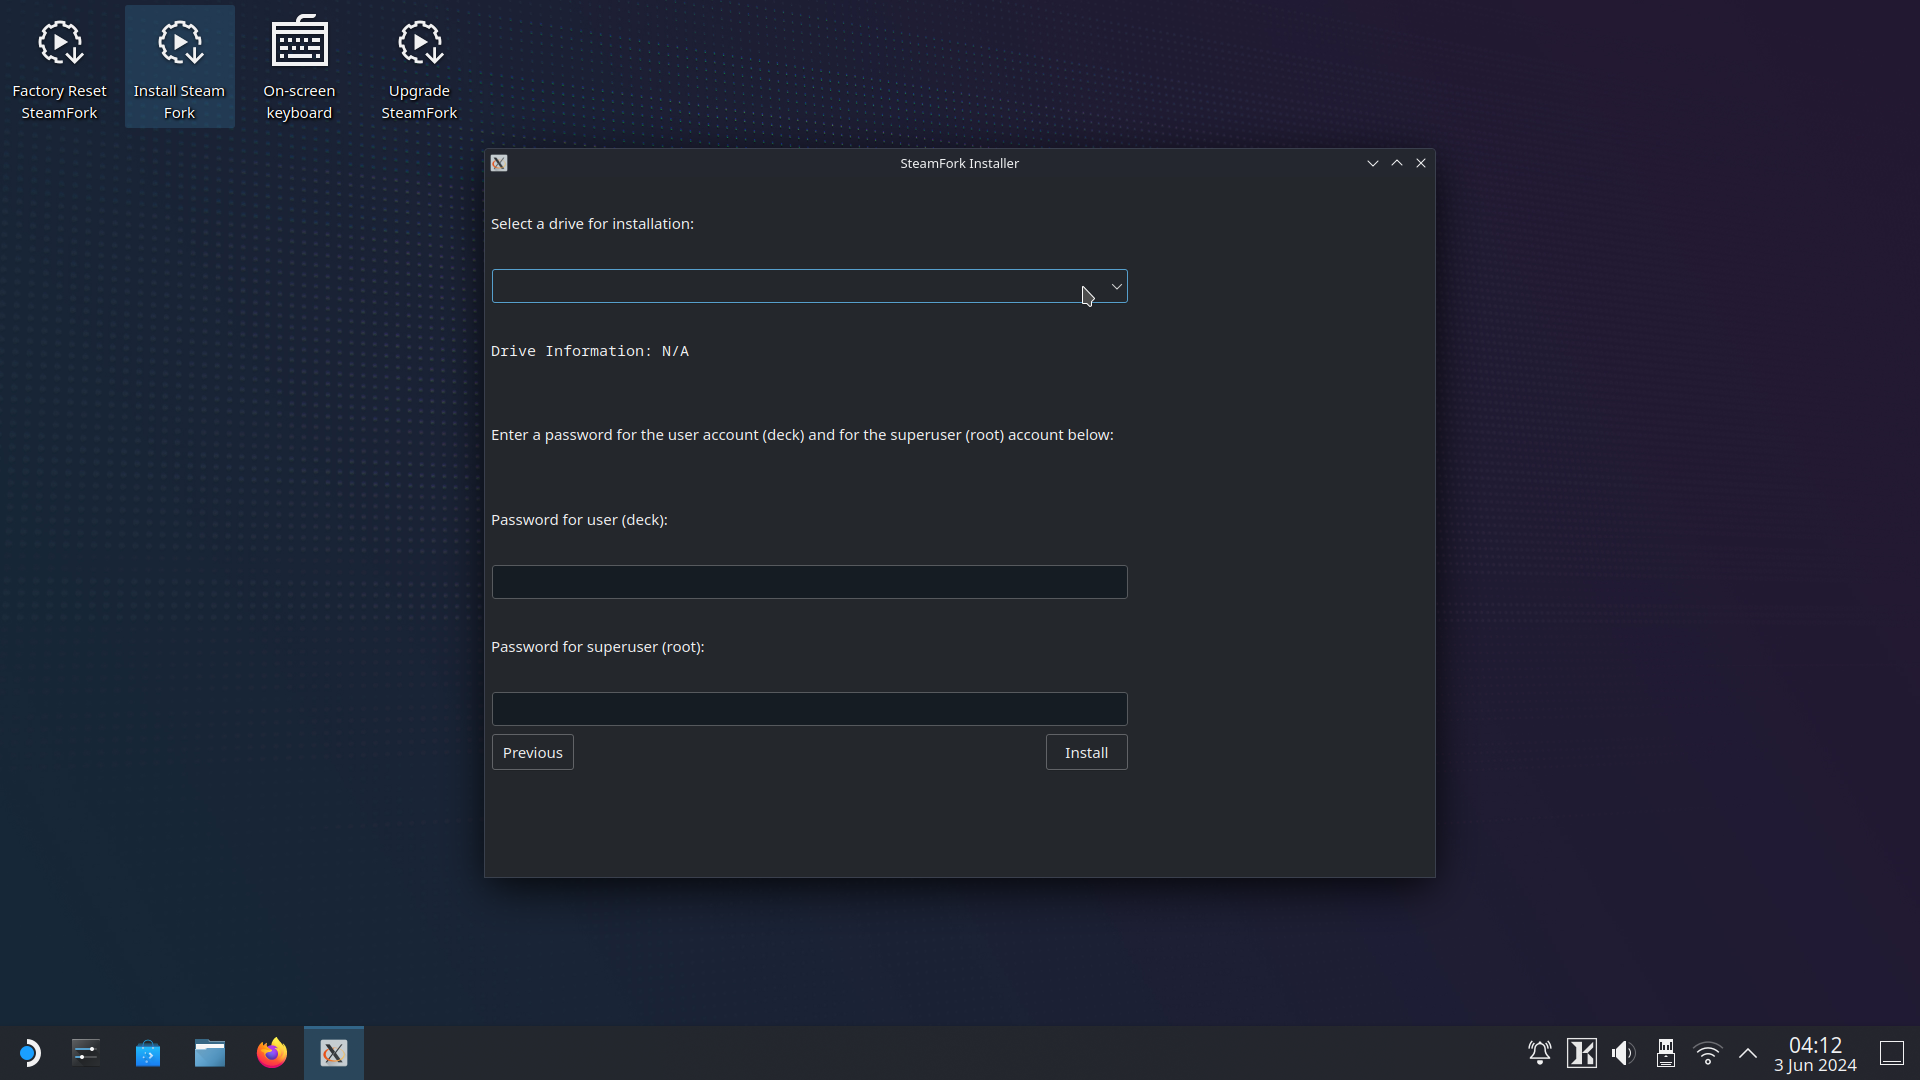 Factory Reset
SteamFork
Install Steam
Fork
On-screen
keyboard
Upgrade
SteamFork
SteamFork Installer
Select a drive for installation:
Drive Information: N/A
Enter a password for the user account (deck) and for the superuser (root) account below:
Password for user (deck):
Password for superuser (root):
Previous
Install
04:12
3 Jun 2024